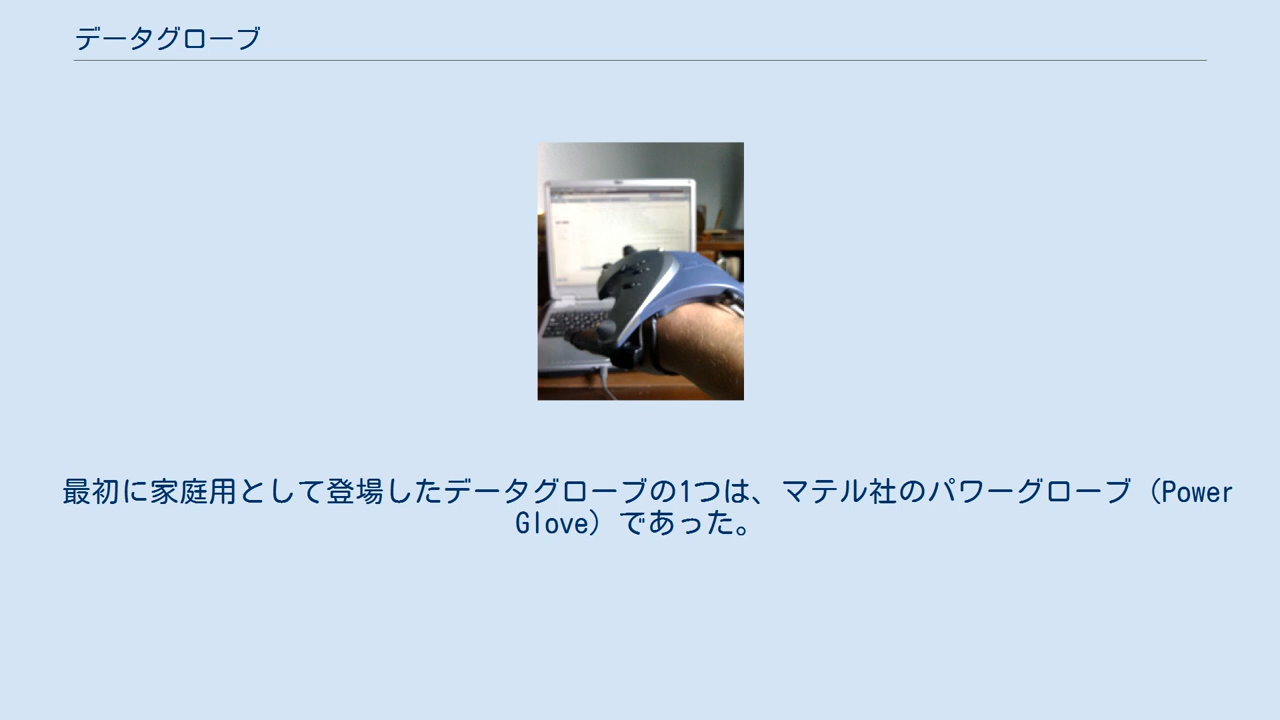 データグローブ
最初に家庭用として登場したデータグローブの1つは、マテル社のパワーグローブ（Power
Glove）であった。